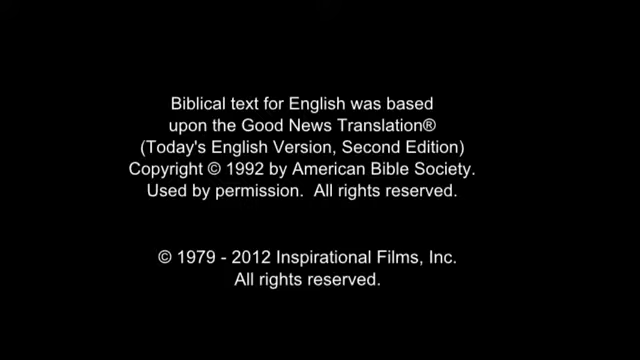 Biblical text for English was based
upon the Good News Translation®
(Today's English Version, Second Edition)
Copyright © 1992 by American Bible Society.
Used by permission.  All rights reserved.
© 1979 - 2012 Inspirational Films, Inc.
All rights reserved.